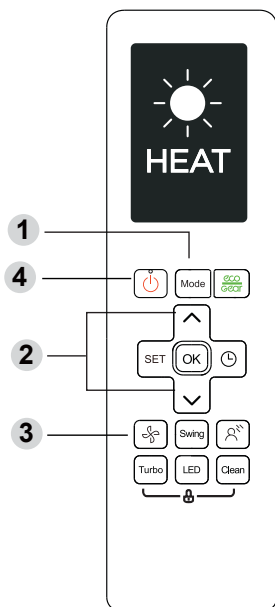 HEAT
1
4
Mode
eco
Gear
2
SET
OK
3
Swing
Turbo
LED
Clean